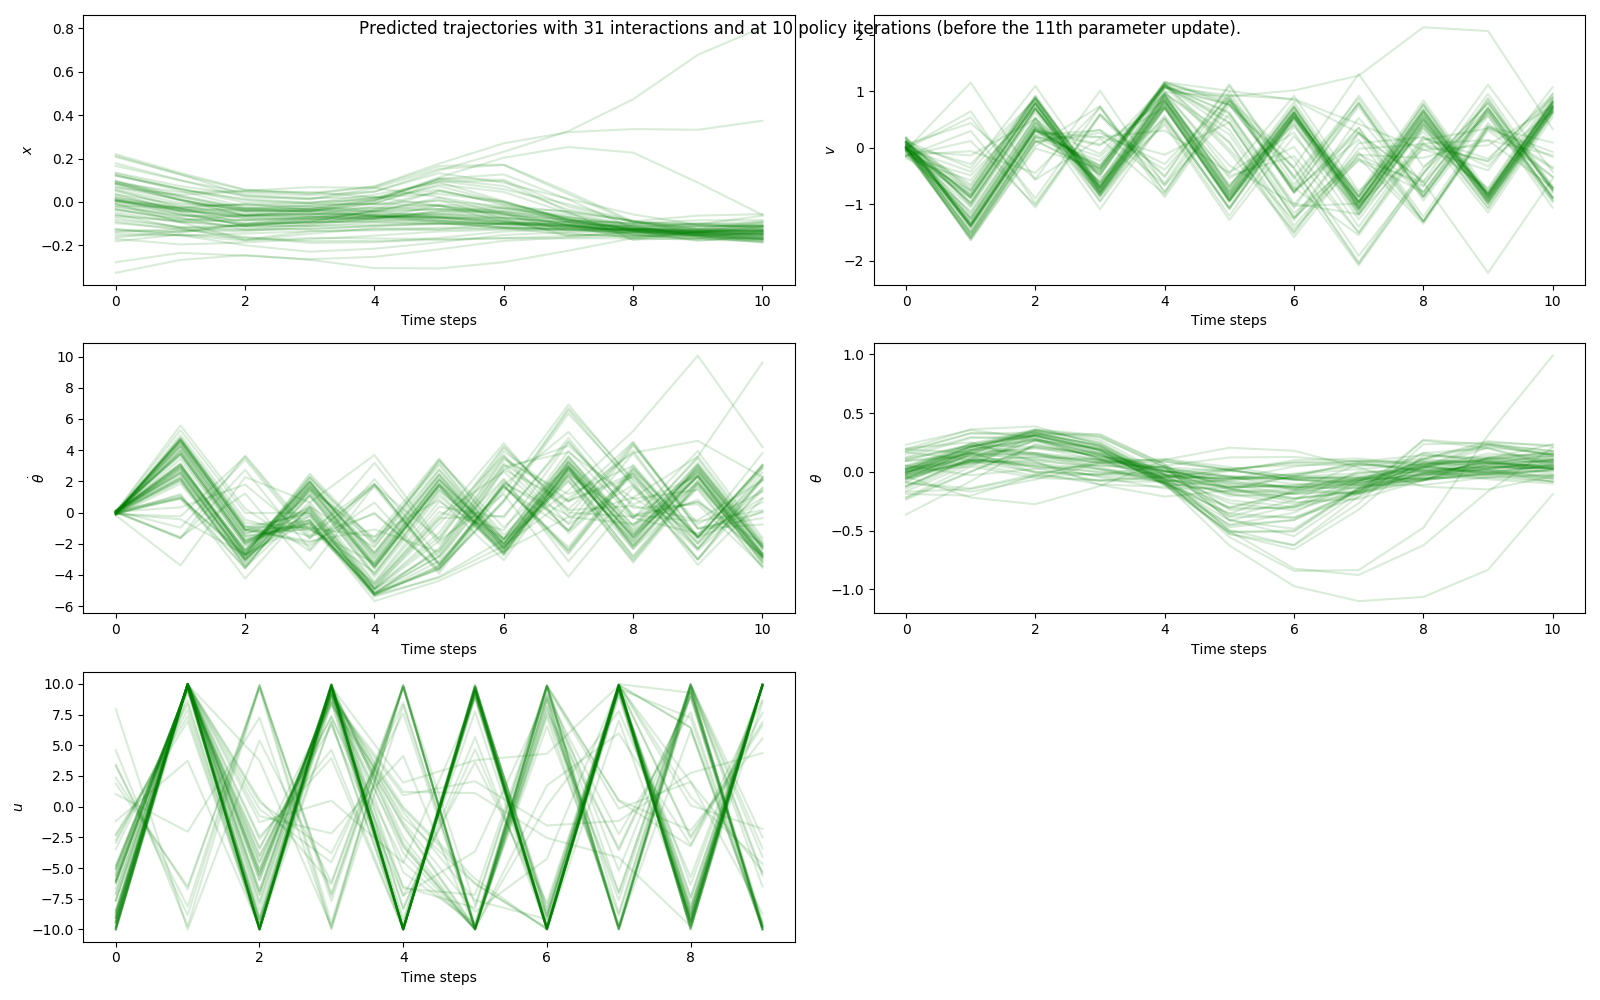 Predicted trajectories with 31 interactions and at 10 policy iterations (before the 11th parameter update).
0.8
0.6
0.4
0.2
0.0
−0.2
x
0 2 4 6 8 10
Time steps
2
1
0
−1
−2
v
0 2 4 6 8 10
Time steps
10
8
6
4
2
0
−2
−4
−6
θ̇
0 2 4 6 8 10
Time steps
1.0
0.5
0.0
−0.5
−1.0
θ
0 2 4 6 8 10
Time steps
10.0
7.5
5.0
2.5
0.0
−2.5
−5.0
−7.5
−10.0
u
0 2 4 6 8
Time steps